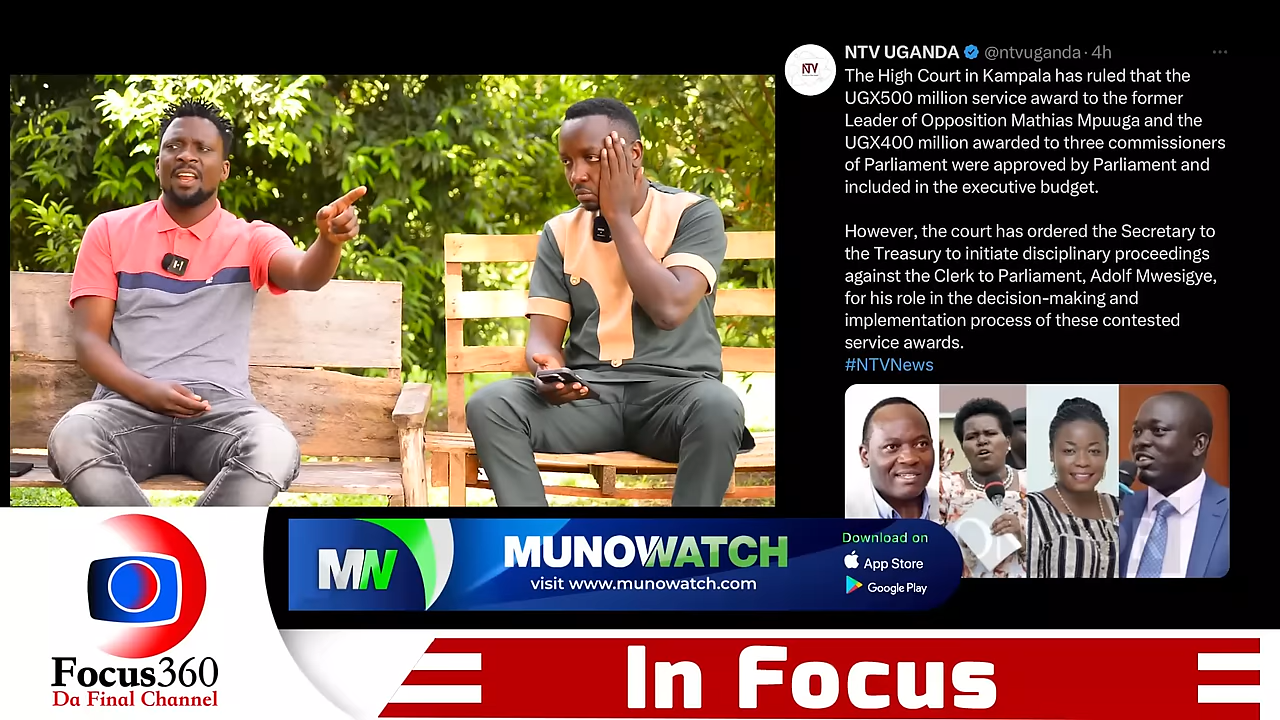 NTV UGANDA @ntvuganda · 4h
NTV
The High Court in Kampala has ruled that the
UGX500 million service award to the former
Leader of Opposition Mathias Mpuuga and the
UGX400 million awarded to three commissioners
of Parliament were approved by Parliament and
included in the executive budget.
However, the court has ordered the Secretary to
the Treasury to initiate disciplinary proceedings
against the Clerk to Parliament, Adolf Mwesigye,
for his role in the decision-making and
implementation process of these contested
service awards.
#NTVNews
MN
MUNOWATCH
visit www.munowatch.com
Download on
App Store
Google Play
Focus360
Da Final Channel
In Focus